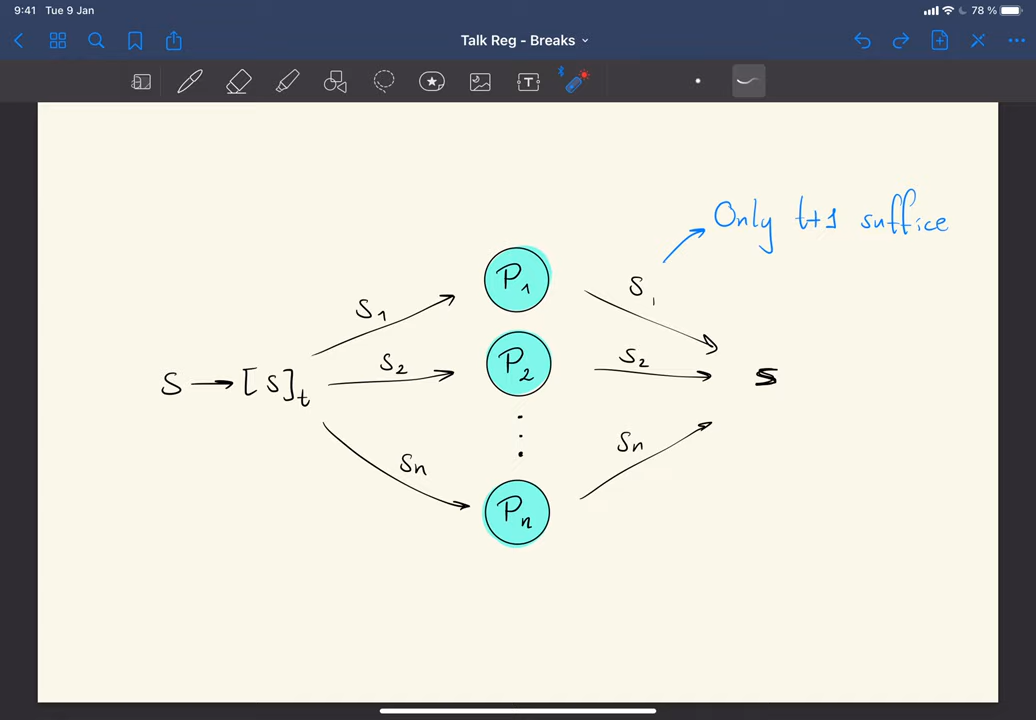 9:41 Tue 9 Jan
78 %
Talk Reg - Breaks
T
Only t+1 suffice
P₁
S₁
S₁
P₂
S₂
S₂
S → [S]ₜ
S
Sₙ
Sₙ
Pₙ